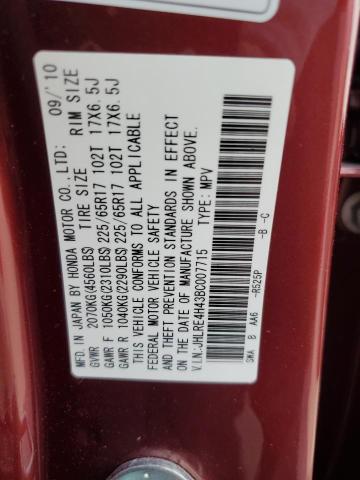 MFD.IN JAPAN BY HONDA MOTOR CO.,LTD: 09/'10
TIRE SIZE RIM SIZE
GVWR 2070KG(4560LBS)
GAWR F 1050KG(2310LBS) 225/65R17 102T 17X6.5J
GAWR R 1040KG(2290LBS) 225/65R17 102T 17X6.5J
THIS VEHICLE CONFORMS TO ALL APPLICABLE
FEDERAL MOTOR VEHICLE SAFETY
AND THEFT PREVENTION STANDARDS IN EFFECT
ON THE DATE OF MANUFACTURE SHOWN ABOVE.
V.I.N:JHLRE4H43BC007715 TYPE: MPV
-B -C
SWA B AA6 -R525P